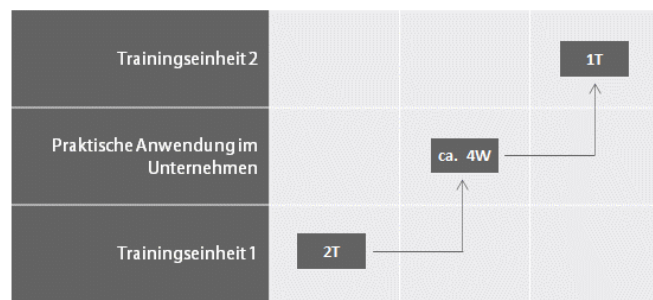 Trainingseinheit 2
1T
Praktische Anwendung im
Unternehmen
ca. 4W
Trainingseinheit 1
2T